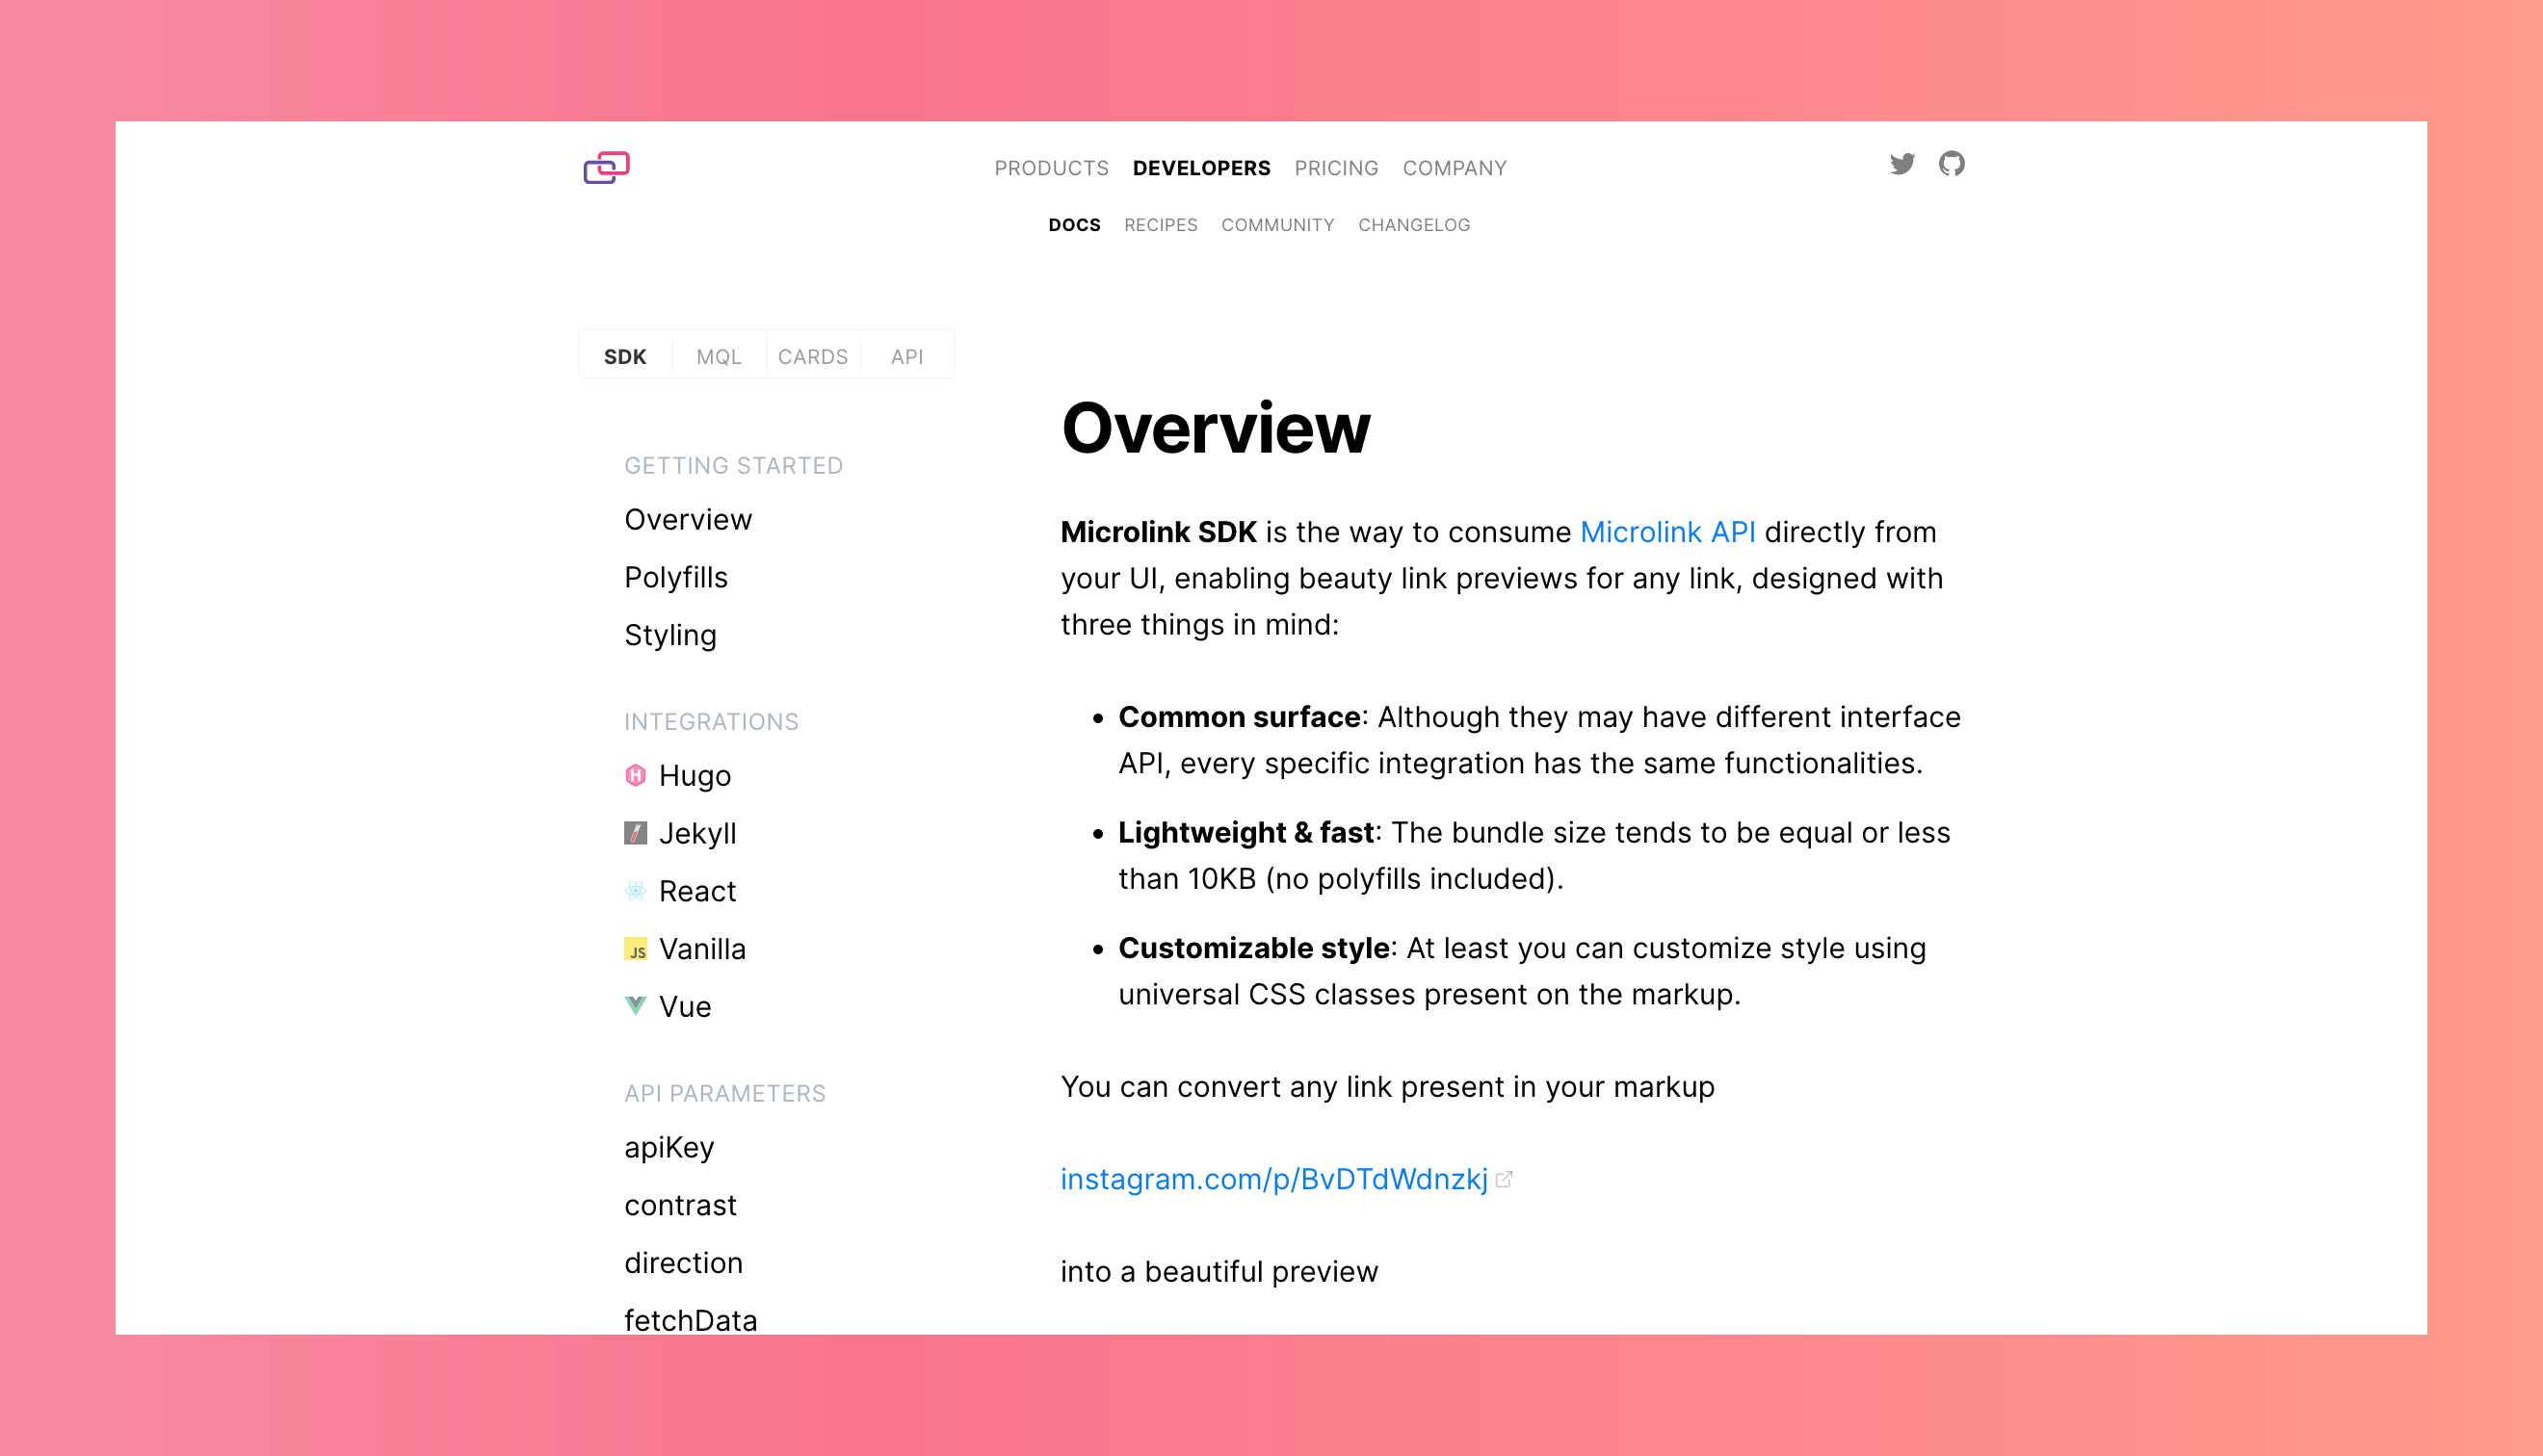 PRODUCTS DEVELOPERS PRICING COMPANY
DOCS RECIPES COMMUNITY CHANGELOG
SDK MQL CARDS API
GETTING STARTED
Overview
Polyfills
Styling
INTEGRATIONS
H Hugo
Jekyll
React
JS Vanilla
Vue
API PARAMETERS
apiKey
contrast
direction
fetchData
Overview
Microlink SDK is the way to consume Microlink API directly from
your UI, enabling beauty link previews for any link, designed with
three things in mind:
• Common surface: Although they may have different interface
API, every specific integration has the same functionalities.
• Lightweight & fast: The bundle size tends to be equal or less
than 10KB (no polyfills included).
• Customizable style: At least you can customize style using
universal CSS classes present on the markup.
You can convert any link present in your markup
instagram.com/p/BvDTdWdnzkj
into a beautiful preview